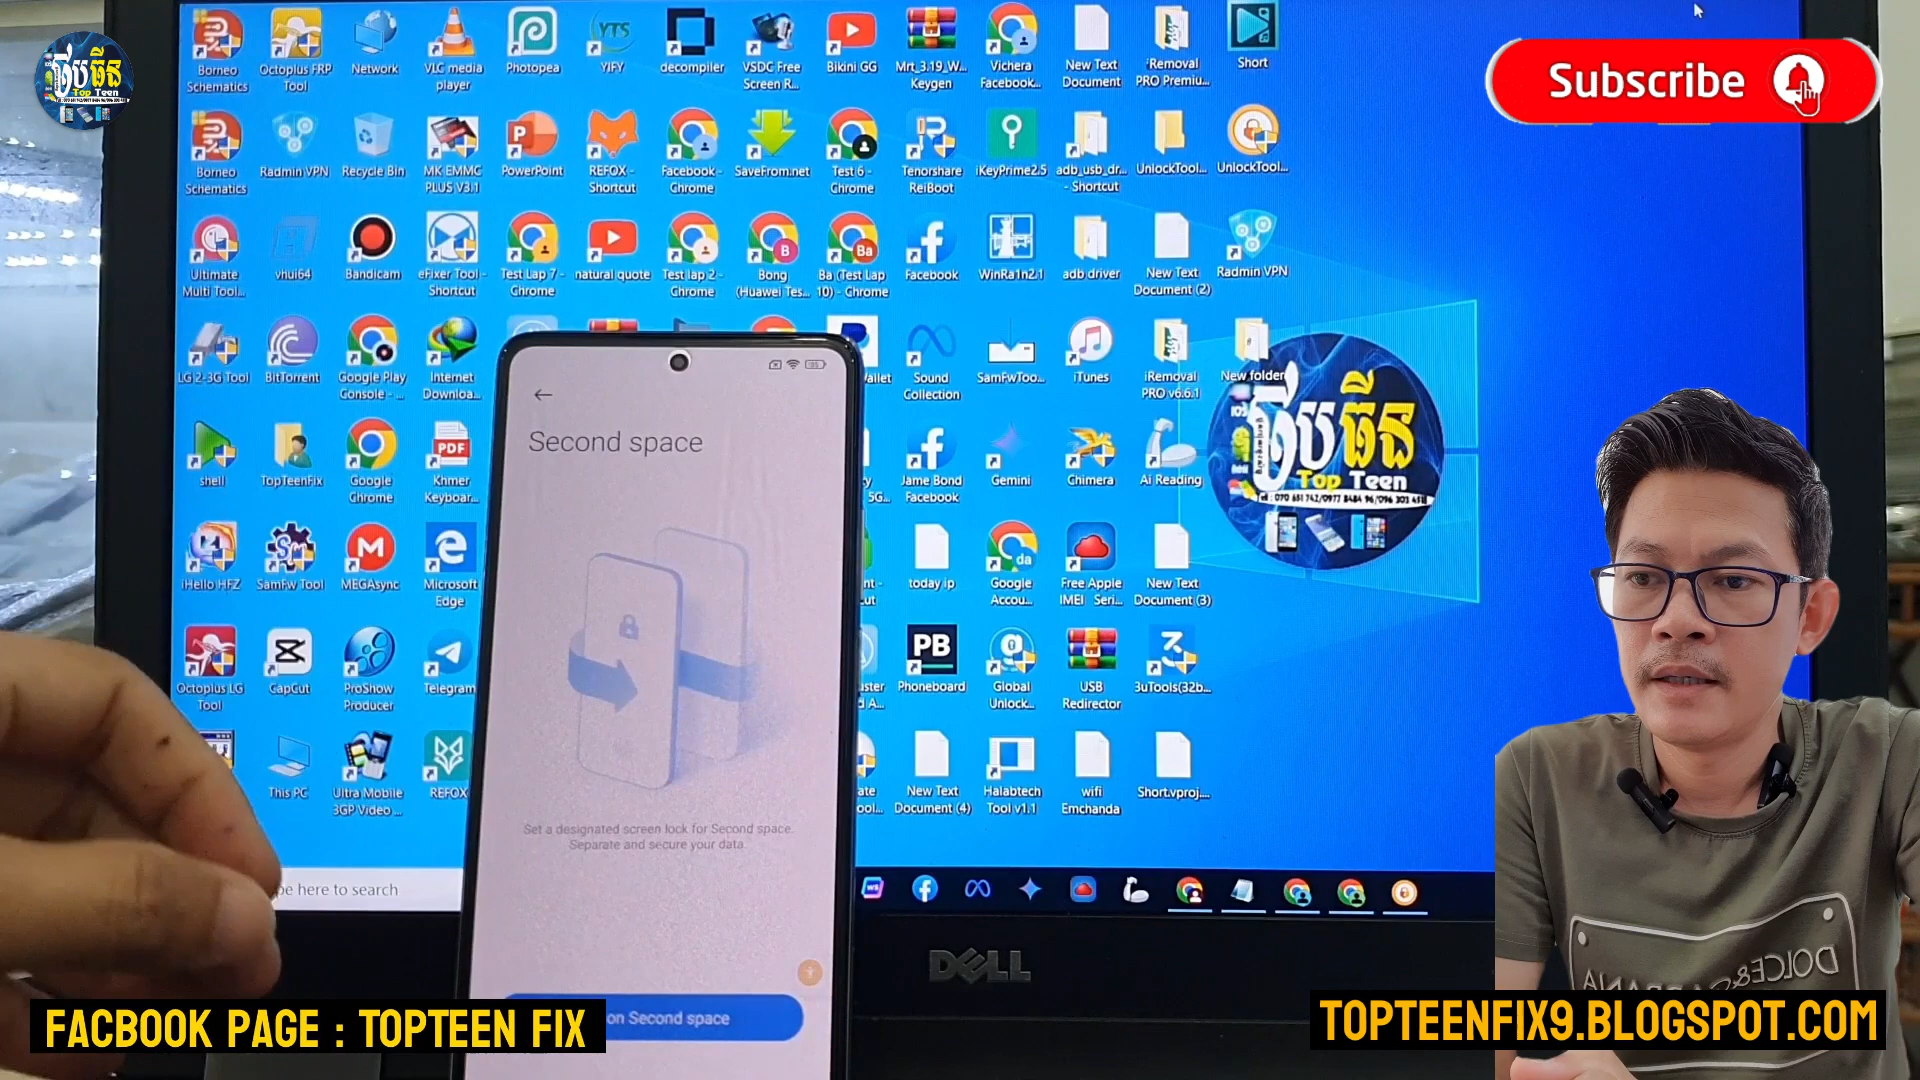 Borneo
Schematics
Octoplus FRP
Tool
Network
VLC media
player
Photopea
YIFY
decompiler
VSDC Free
Screen R...
Bikini GG
Mrt_3.19_W...
Keygen
Vichera
Facebook...
New Text
Document
iRemoval
PRO Premiu...
Short
Subscribe
Borneo
Schematics
Radmin VPN
Recycle Bin
MK EMMC
PLUS V3.1
PowerPoint
REFOX -
Shortcut
Facebook -
Chrome
SaveFrom.net
Test 6 -
Chrome
Tenorshare
ReiBoot
iKeyPrime2.5
adb_usb_dr...
- Shortcut
UnlockTool...
UnlockTool...
Ultimate
Multi Tool...
vhui64
Bandicam
eFixer Tool -
Shortcut
Test Lap 7 -
Chrome
natural quote
Test lap 2 -
Chrome
Bong
(Huawei Tes...
Ba (Test Lap
10) - Chrome
Facebook
WinRa1n2.1
adb driver
New Text
Document (2)
Radmin VPN
LG 2-3G Tool
BitTorrent
Google Play
Console - ...
Internet
Downloa...
Sound
Collection
SamFwToo...
iTunes
iRemoval
PRO v6.6.1
New folder
shell
TopTeenFix
Google
Chrome
Khmer
Keyboar...
Jame Bond
Facebook
Gemini
Chimera
Ai Reading
iHello HFZ
SamFw Tool
MEGAsync
Microsoft
Edge
today ip
Google
Accou...
Free Apple
IMEI Seri...
New Text
Document (3)
Octoplus LG
Tool
CapCut
ProShow
Producer
Telegram
Phoneboard
Global
Unlock...
USB
Redirector
3uTools(32b...
This PC
Ultra Mobile
3GP Video ...
REFOX
New Text
Document (4)
Halabtech
Tool v1.1
wifi
Emchanda
Short.vproj....
ថីបធីន
Top Teen
Second space
Set a designated screen lock for Second space.
Separate and secure your data.
on Second space
pe here to search
DELL
FACBOOK PAGE : TOPTEEN FIX
TOPTEENFIX9.BLOGSPOT.COM